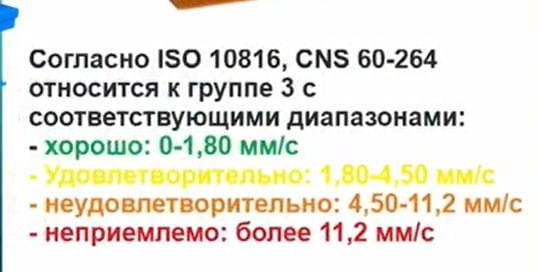 Согласно ISO 10816, CNS 60-264
относится к группе 3 с
соответствующими диапазонами:
- хорошо: 0-1,80 мм/с
- Удовлетворительно: 1,80-4,50 мм/с
- неудовлетворительно: 4,50-11,2 мм/с
- неприемлемо: более 11,2 мм/с